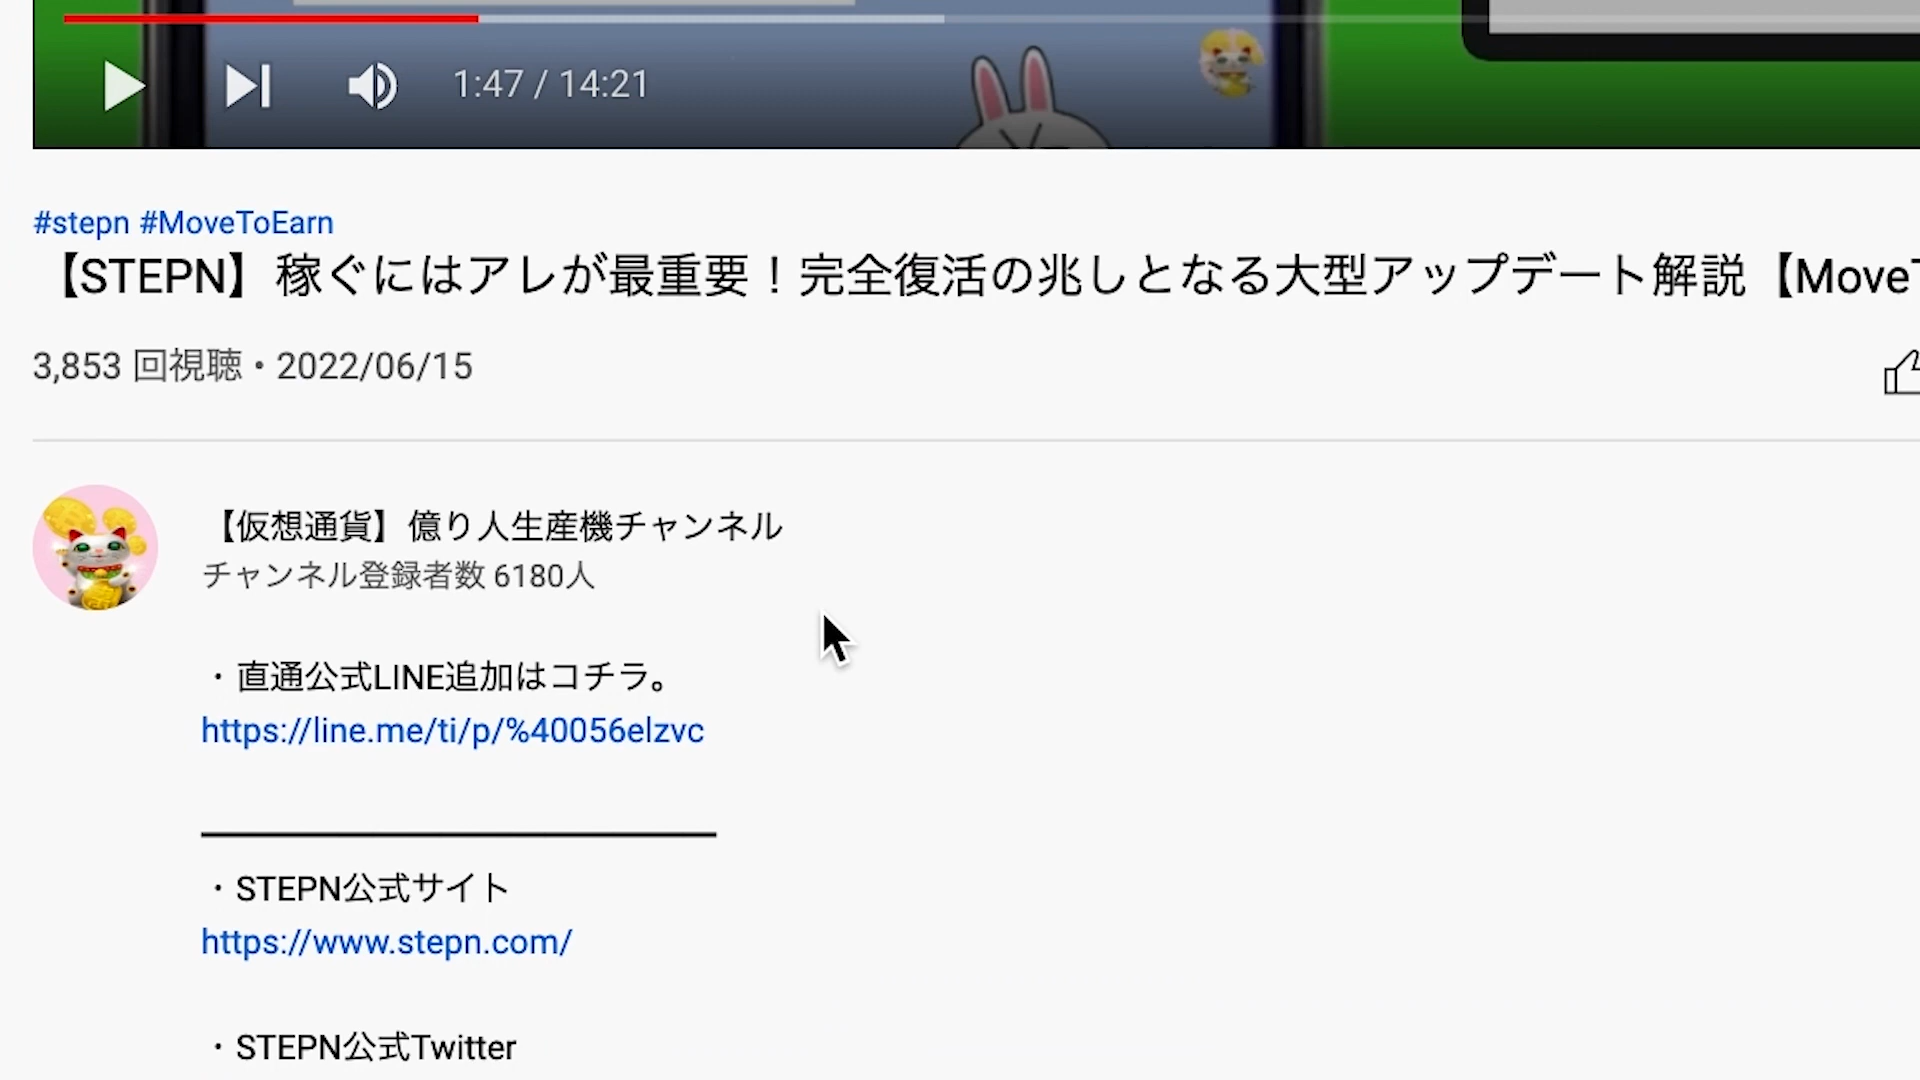 1:47 / 14:21
#stepn #MoveToEarn
【STEPN】稼ぐにはアレが最重要！完全復活の兆しとなる大型アップデート解説【Move
3,853 回視聴・2022/06/15
【仮想通貨】億り人生産機チャンネル
チャンネル登録者数 6180人
・直通公式LINE追加はコチラ。
https://line.me/ti/p/%40056elzvc
・STEPN公式サイト
https://www.stepn.com/
・STEPN公式Twitter